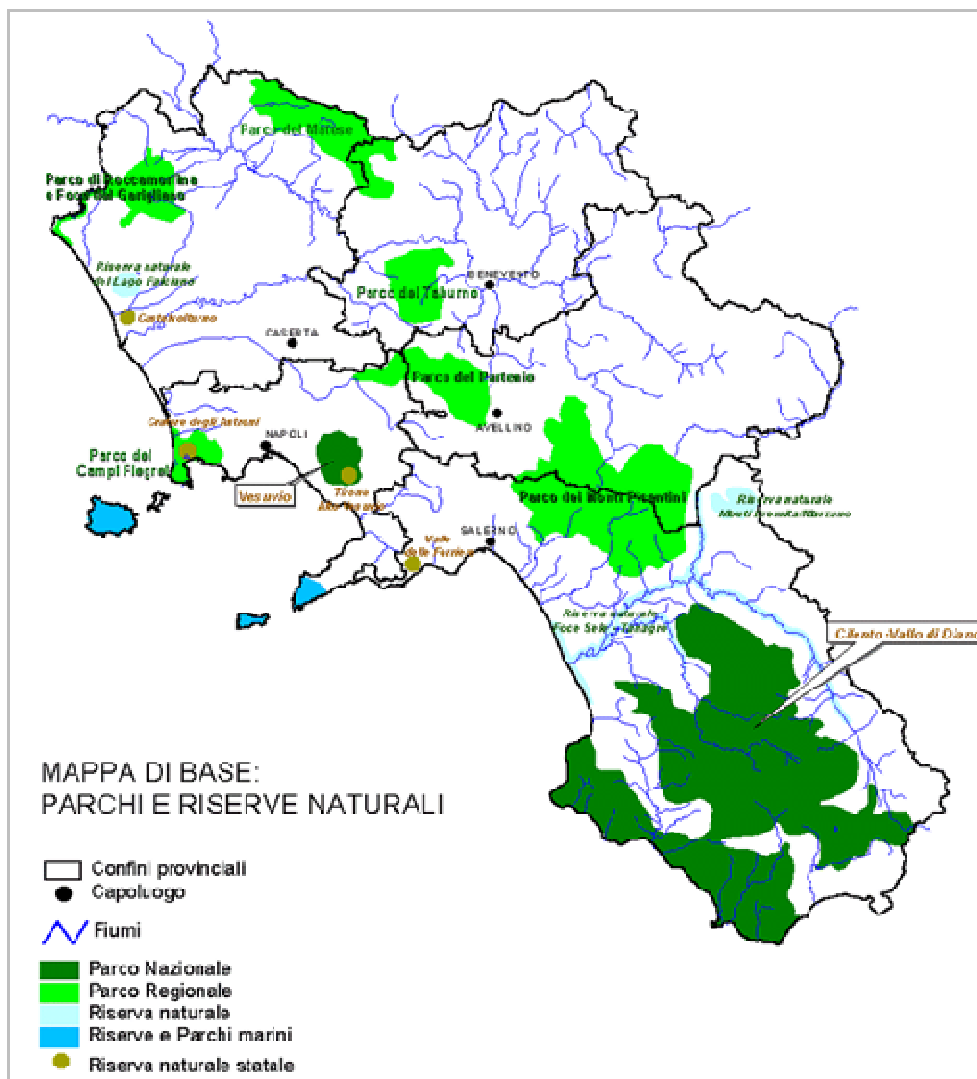 Parco del Matese
Parco di Roccamonfina
e Foce del Garigliano
Riserva naturale
del Lago Falciano
Castelvolturno
BENEVENTO
Parco del Taburno
CASERTA
Parco del Partenio
AVELLINO
Cratere degli Astroni
NAPOLI
Parco dei
Campi Flegrei
Vesuvio
Tirone
Parco dei Monti Picentini
Riserva naturale
SALERNO
Valle
delle Ferriere
Riserva naturale
Foce Sele - Tanagro
Cilento-Vallo di Diano
MAPPA DI BASE:
PARCHI E RISERVE NATURALI
Confini provinciali
Capoluogo
Fiumi
Parco Nazionale
Parco Regionale
Riserva naturale
Riserve e Parchi marini
Riserva naturale statale